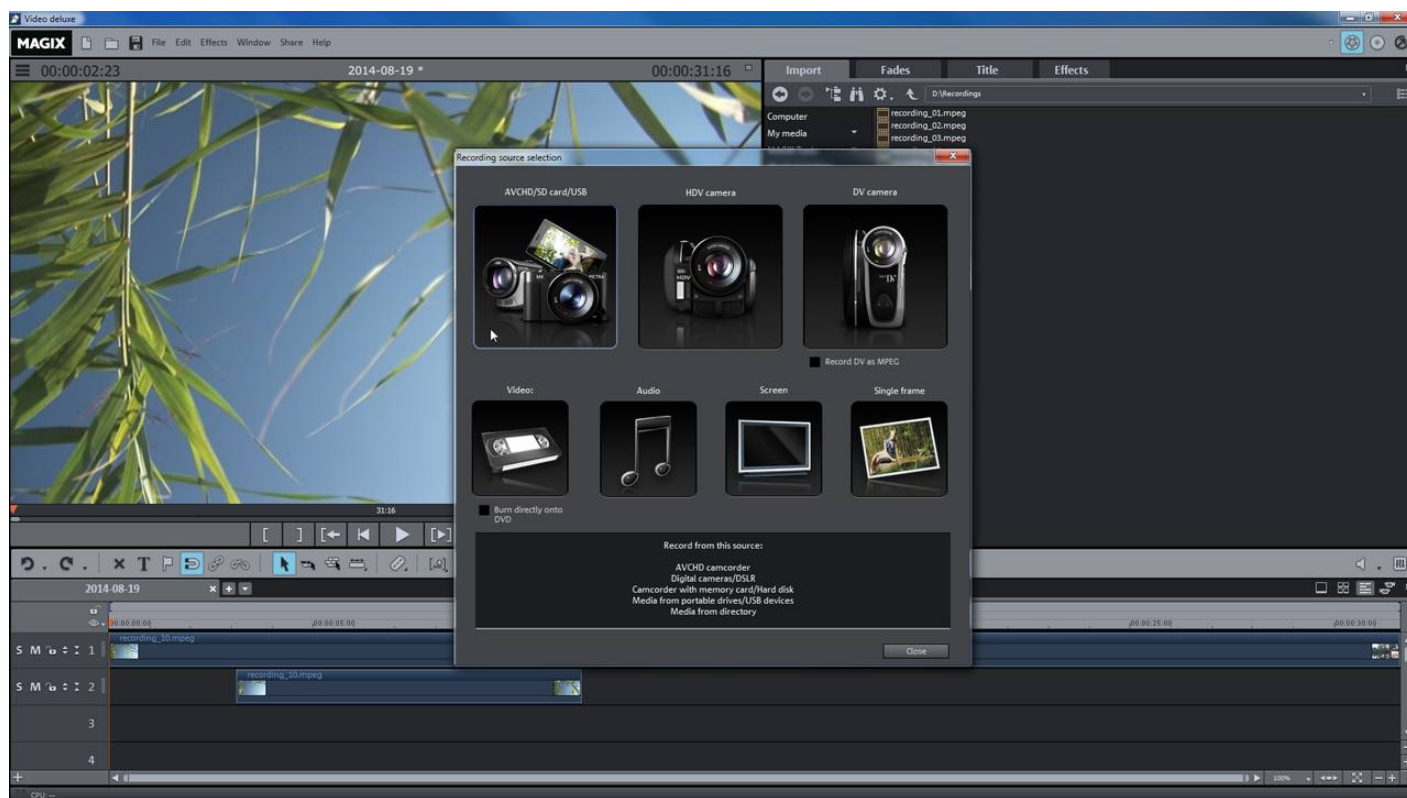 Video deluxe
MAGIX File Edit Effects Window Share Help
00:00:02:23 2014-08-19 * 00:00:31:16
Import Fades Title Effects
D:\Recordings
Computer
My media
recording_01.mpeg
recording_02.mpeg
recording_03.mpeg
Recording source selection
AVCHD/SD card/USB HDV camera DV camera
HDV
DV
Record DV as MPEG
Video: Audio Screen Single frame
Burn directly onto
DVD
Record from this source:
AVCHD camcorder
Digital cameras/DSLR
Camcorder with memory card/Hard disk
Media from portable drives/USB devices
Media from directory
Close
31:16
2014-08-19
00:00:00:00 00:00:05:00 00:00:25:00 00:00:30:00
recording_10.mpeg
S M 1
recording_10.mpeg
S M 2
3
4
100%
CPU: —